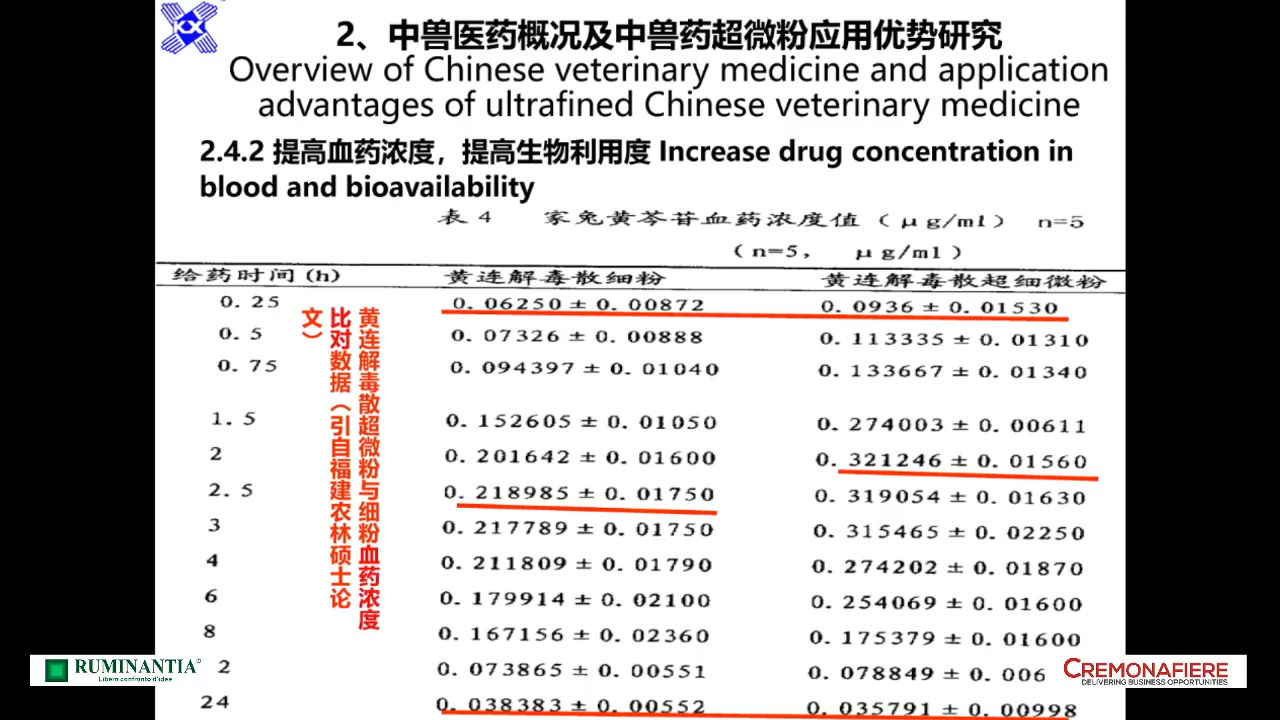 2、中兽医药概况及中兽药超微粉应用优势研究
Overview of Chinese veterinary medicine and application
advantages of ultrafined Chinese veterinary medicine
2.4.2 提高血药浓度，提高生物利用度 Increase drug concentration in
blood and bioavailability
表 4 家兔黄芩苷血药浓度值（μg/ml） n=5
（n=5， μg/ml）
给药时间(h) 黄连解毒散细粉 黄连解毒散超细微粉
0.25 0.06250±0.00872 0.0936±0.01530
0.5 0.07326±0.00888 0.113335±0.01310
0.75 0.094397±0.01040 0.133667±0.01340
1.5 0.152605±0.01050 0.274003±0.00611
2 0.201642±0.01600 0.321246±0.01560
2.5 0.218985±0.01750 0.319054±0.01630
3 0.217789±0.01750 0.315465±0.02250
4 0.211809±0.01790 0.274202±0.01870
6 0.179914±0.02100 0.254069±0.01600
8 0.167156±0.02360 0.175379±0.01600
2 0.073865±0.00551 0.078849±0.006
24 0.038383±0.00552 0.035791±0.00998
黄连解毒散超微粉与细粉血药浓度
比对数据（引自福建农林硕士论
文）
RUMINANTIA
Libero confronto d'idee
CREMONAFIERE
DELIVERING BUSINESS OPPORTUNITIES